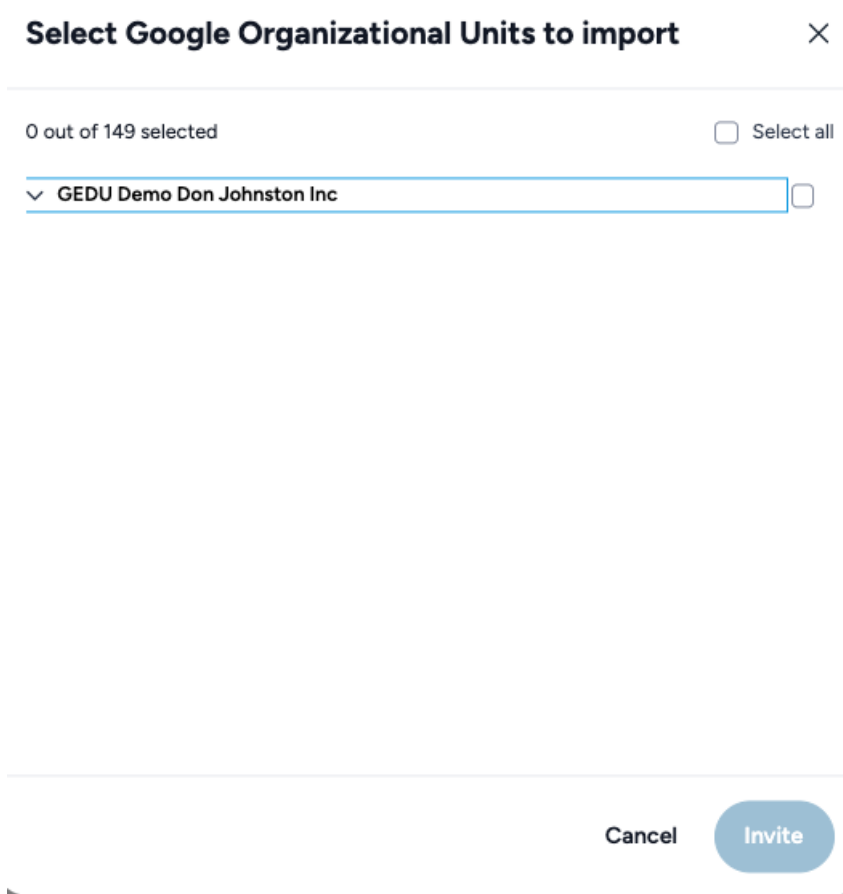 Select Google Organizational Units to import
0 out of 149 selected
Select all
GEDU Demo Don Johnston Inc
Cancel
Invite